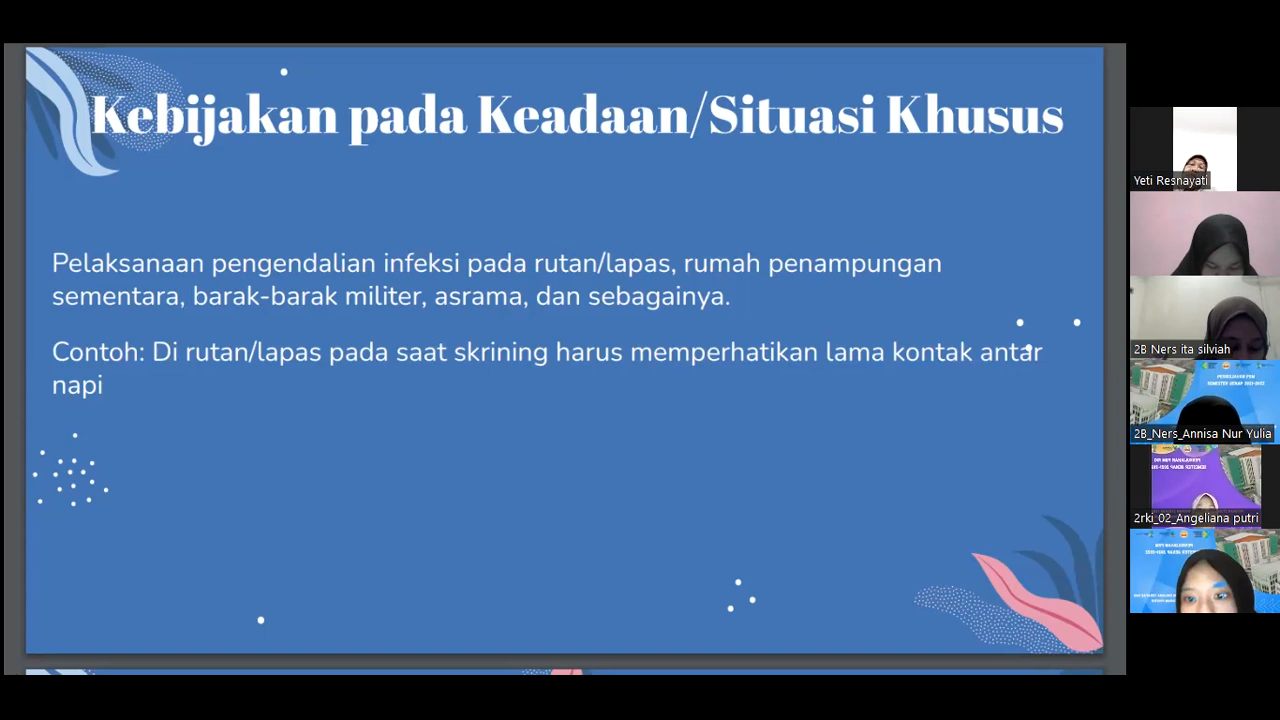 Kebijakan pada Keadaan/Situasi Khusus
Pelaksanaan pengendalian infeksi pada rutan/lapas, rumah penampungan
sementara, barak-barak militer, asrama, dan sebagainya.
Contoh: Di rutan/lapas pada saat skrining harus memperhatikan lama kontak antar
napi
Yeti Resnayati
2B Ners ita silviah
2B_Ners_Annisa Nur Yulia
2rki_02_Angeliana putri